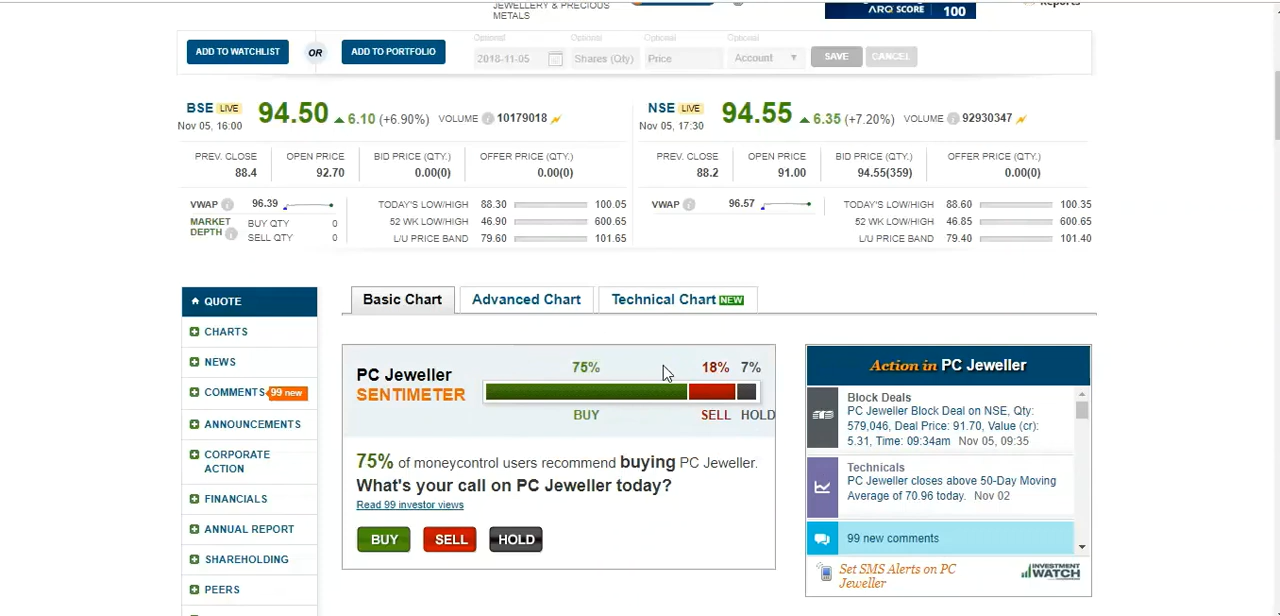 JEWELLERY & PRECIOUS
METALS
ARQ SCORE 100
Reports
ADD TO WATCHLIST OR ADD TO PORTFOLIO
Optional Optional Optional Optional
2018-11-05 Shares (Qty) Price Account SAVE CANCEL
BSE LIVE 94.50 6.10 (+6.90%) VOLUME 10179018
Nov 05, 16:00
PREV. CLOSE OPEN PRICE BID PRICE (QTY.) OFFER PRICE (QTY.)
88.4 92.70 0.00(0) 0.00(0)
VWAP 96.39
MARKET DEPTH BUY QTY 0
SELL QTY 0
TODAY'S LOW/HIGH 88.30 100.05
52 WK LOW/HIGH 46.90 600.65
L/U PRICE BAND 79.60 101.65
NSE LIVE 94.55 6.35 (+7.20%) VOLUME 92930347
Nov 05, 17:30
PREV. CLOSE OPEN PRICE BID PRICE (QTY.) OFFER PRICE (QTY.)
88.2 91.00 94.55(359) 0.00(0)
VWAP 96.57
TODAY'S LOW/HIGH 88.60 100.35
52 WK LOW/HIGH 46.85 600.65
L/U PRICE BAND 79.40 101.40
QUOTE
CHARTS
NEWS
COMMENTS 99 new
ANNOUNCEMENTS
CORPORATE
ACTION
FINANCIALS
ANNUAL REPORT
SHAREHOLDING
PEERS
Basic Chart Advanced Chart Technical Chart NEW
PC Jeweller
SENTIMETER
75% 18% 7%
BUY SELL HOLD
75% of moneycontrol users recommend buying PC Jeweller.
What's your call on PC Jeweller today?
Read 99 investor views
BUY SELL HOLD
Action in PC Jeweller
Block Deals
PC Jeweller Block Deal on NSE, Qty:
579,046, Deal Price: 91.70, Value (cr):
5.31, Time: 09:34am Nov 05, 09:35
Technicals
PC Jeweller closes above 50-Day Moving
Average of 70.96 today. Nov 02
99 new comments
Set SMS Alerts on PC
Jeweller
INVESTMENT
WATCH